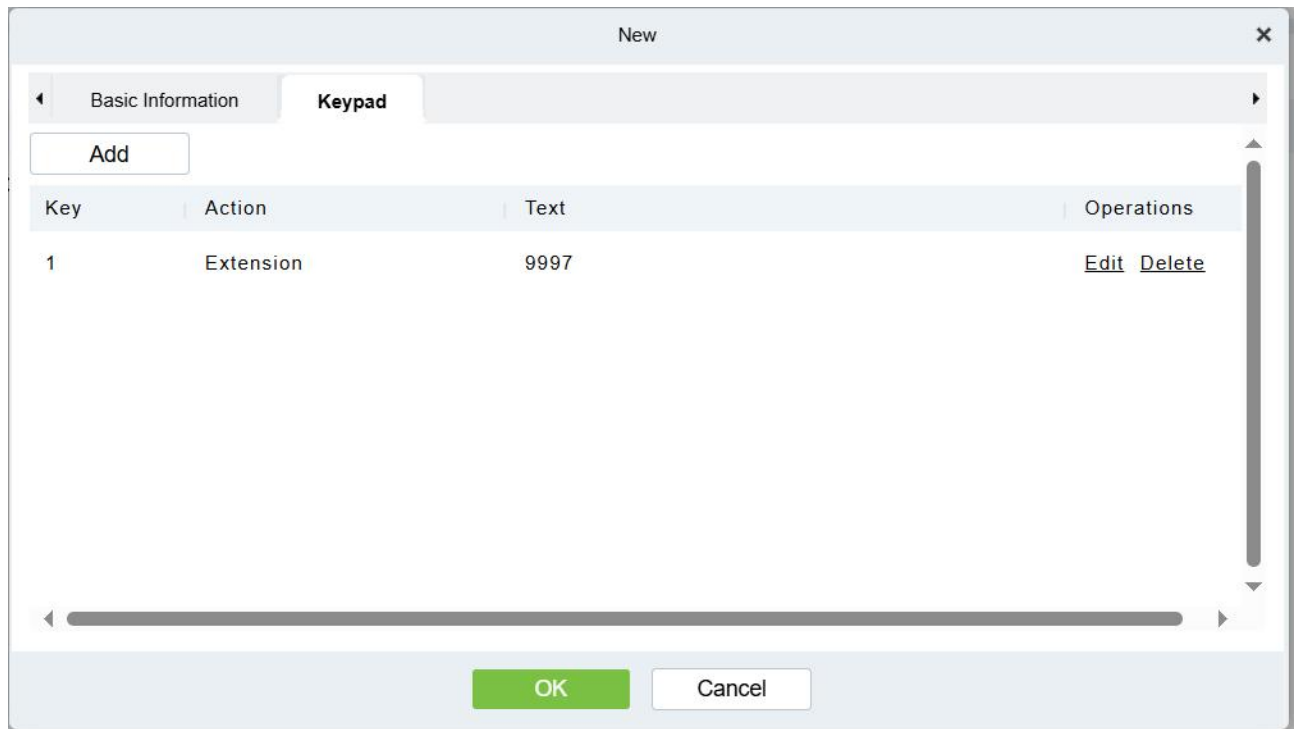 New
Basic Information Keypad
Add
Key Action Text Operations
1 Extension 9997 Edit Delete
OK Cancel